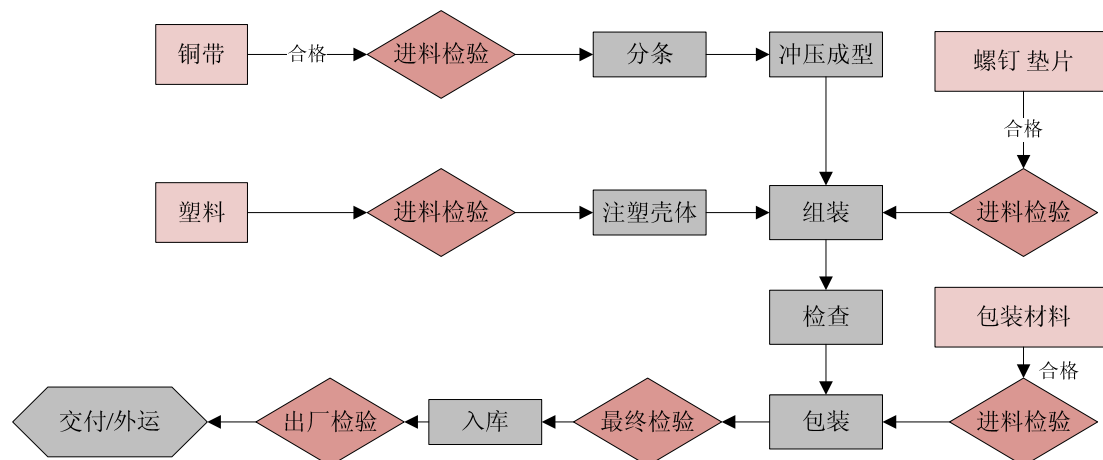 铜带
合格
进料检验
分条
冲压成型
螺钉 垫片
合格
塑料
进料检验
注塑壳体
组装
进料检验
检查
包装材料
合格
交付/外运
出厂检验
入库
最终检验
包装
进料检验